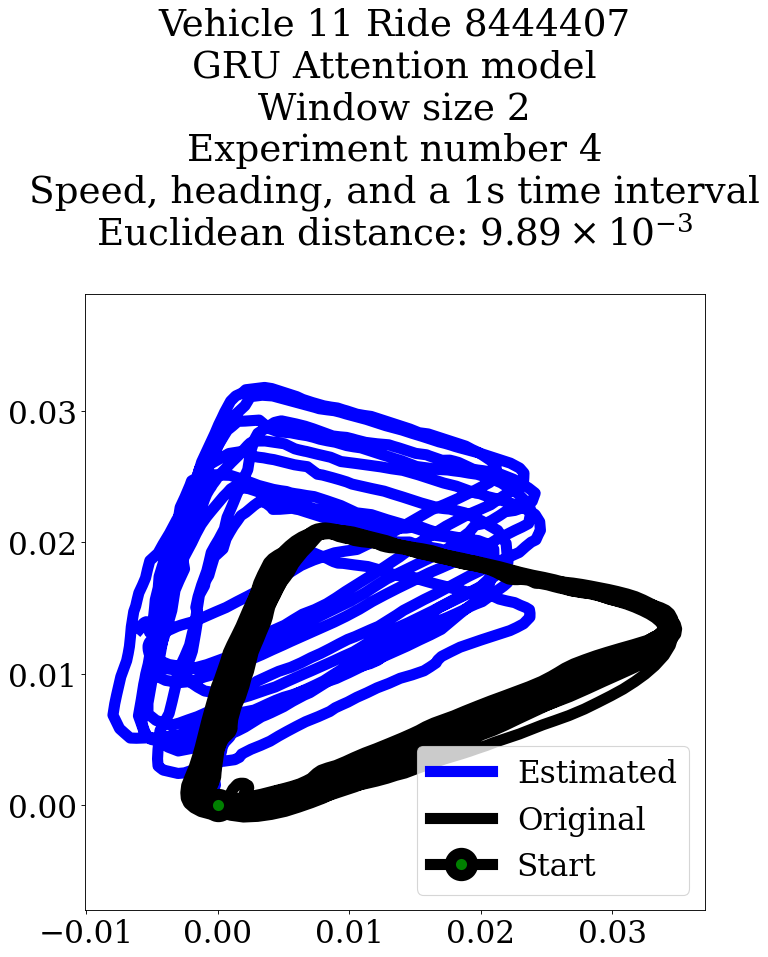 Vehicle 11 Ride 8444407
GRU Attention model
Window size 2
Experiment number 4
Speed, heading, and a 1s time interval
Euclidean distance: 9.89 × 10⁻³
0.03
0.02
0.01
0.00
Estimated
Original
Start
−0.01 0.00 0.01 0.02 0.03